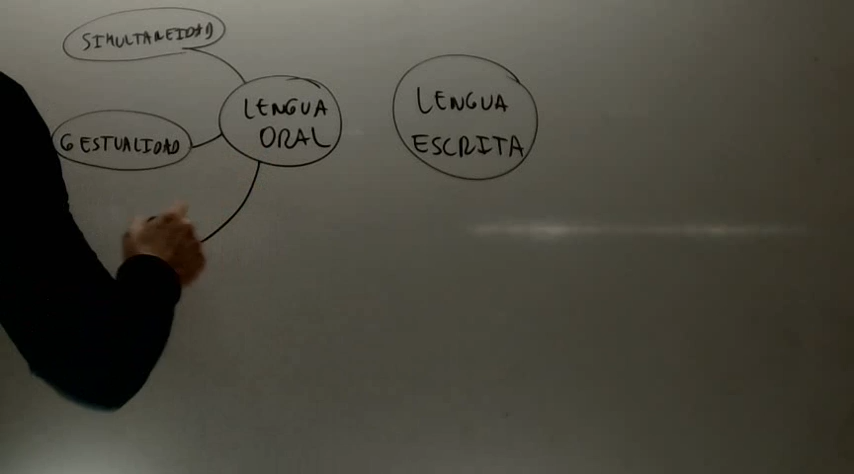 SIMULTANEIDAD
GESTUALIDAD
LENGUA
ORAL
LENGUA
ESCRITA